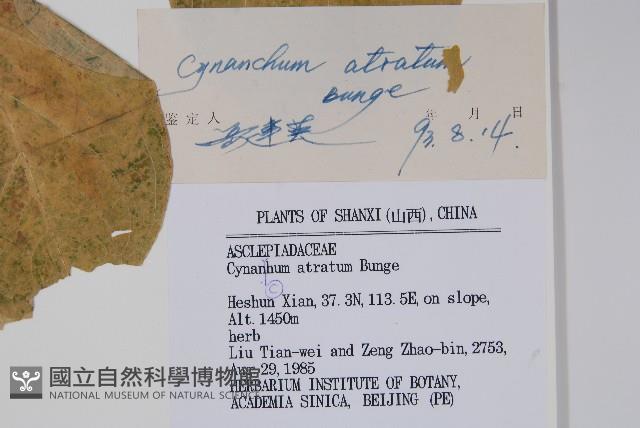 Cynanchum atratum
Bunge
鉴定人 年 月 日
93. 8. 14.
PLANTS OF SHANXI (山西), CHINA
ASCLEPIADACEAE
Cynanhum atratum Bunge
c
Heshun Xian, 37.3N, 113.5E, on slope,
Alt. 1450m
herb
Liu Tian-wei and Zeng Zhao-bin, 2753,
29, 1985
HERBARIUM INSTITUTE OF BOTANY,
ACADEMIA SINICA, BEIJING (PE)
國立自然科學博物館
NATIONAL MUSEUM OF NATURAL SCIENCE